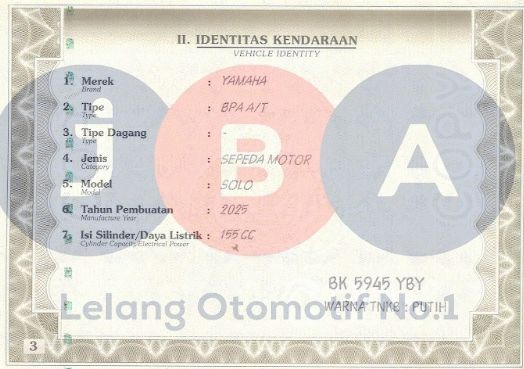 II. IDENTITAS KENDARAAN
VEHICLE IDENTITY
1. Merek : YAMAHA
Brand
2. Tipe : BPA A/T
Type
3. Tipe Dagang : -
Type
4. Jenis : SEPEDA MOTOR
Category
5. Model : SOLO
Model
6. Tahun Pembuatan : 2025
Manufacture Year
7. Isi Silinder/Daya Listrik : 155 CC
Cylinder Capacity/Electrical Power
BK 5945 YBY
WARNA TNKB : PUTIH
JBA
Lelang Otomotif No.1
COPY
3